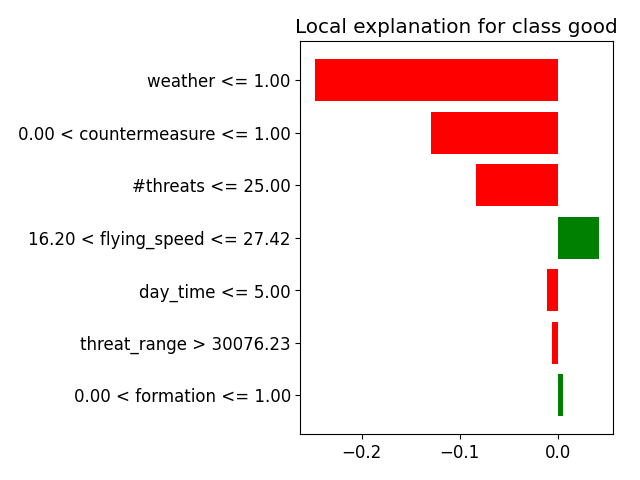 Local explanation for class good
weather <= 1.00
0.00 < countermeasure <= 1.00
#threats <= 25.00
16.20 < flying_speed <= 27.42
day_time <= 5.00
threat_range > 30076.23
0.00 < formation <= 1.00
−0.2 −0.1 0.0